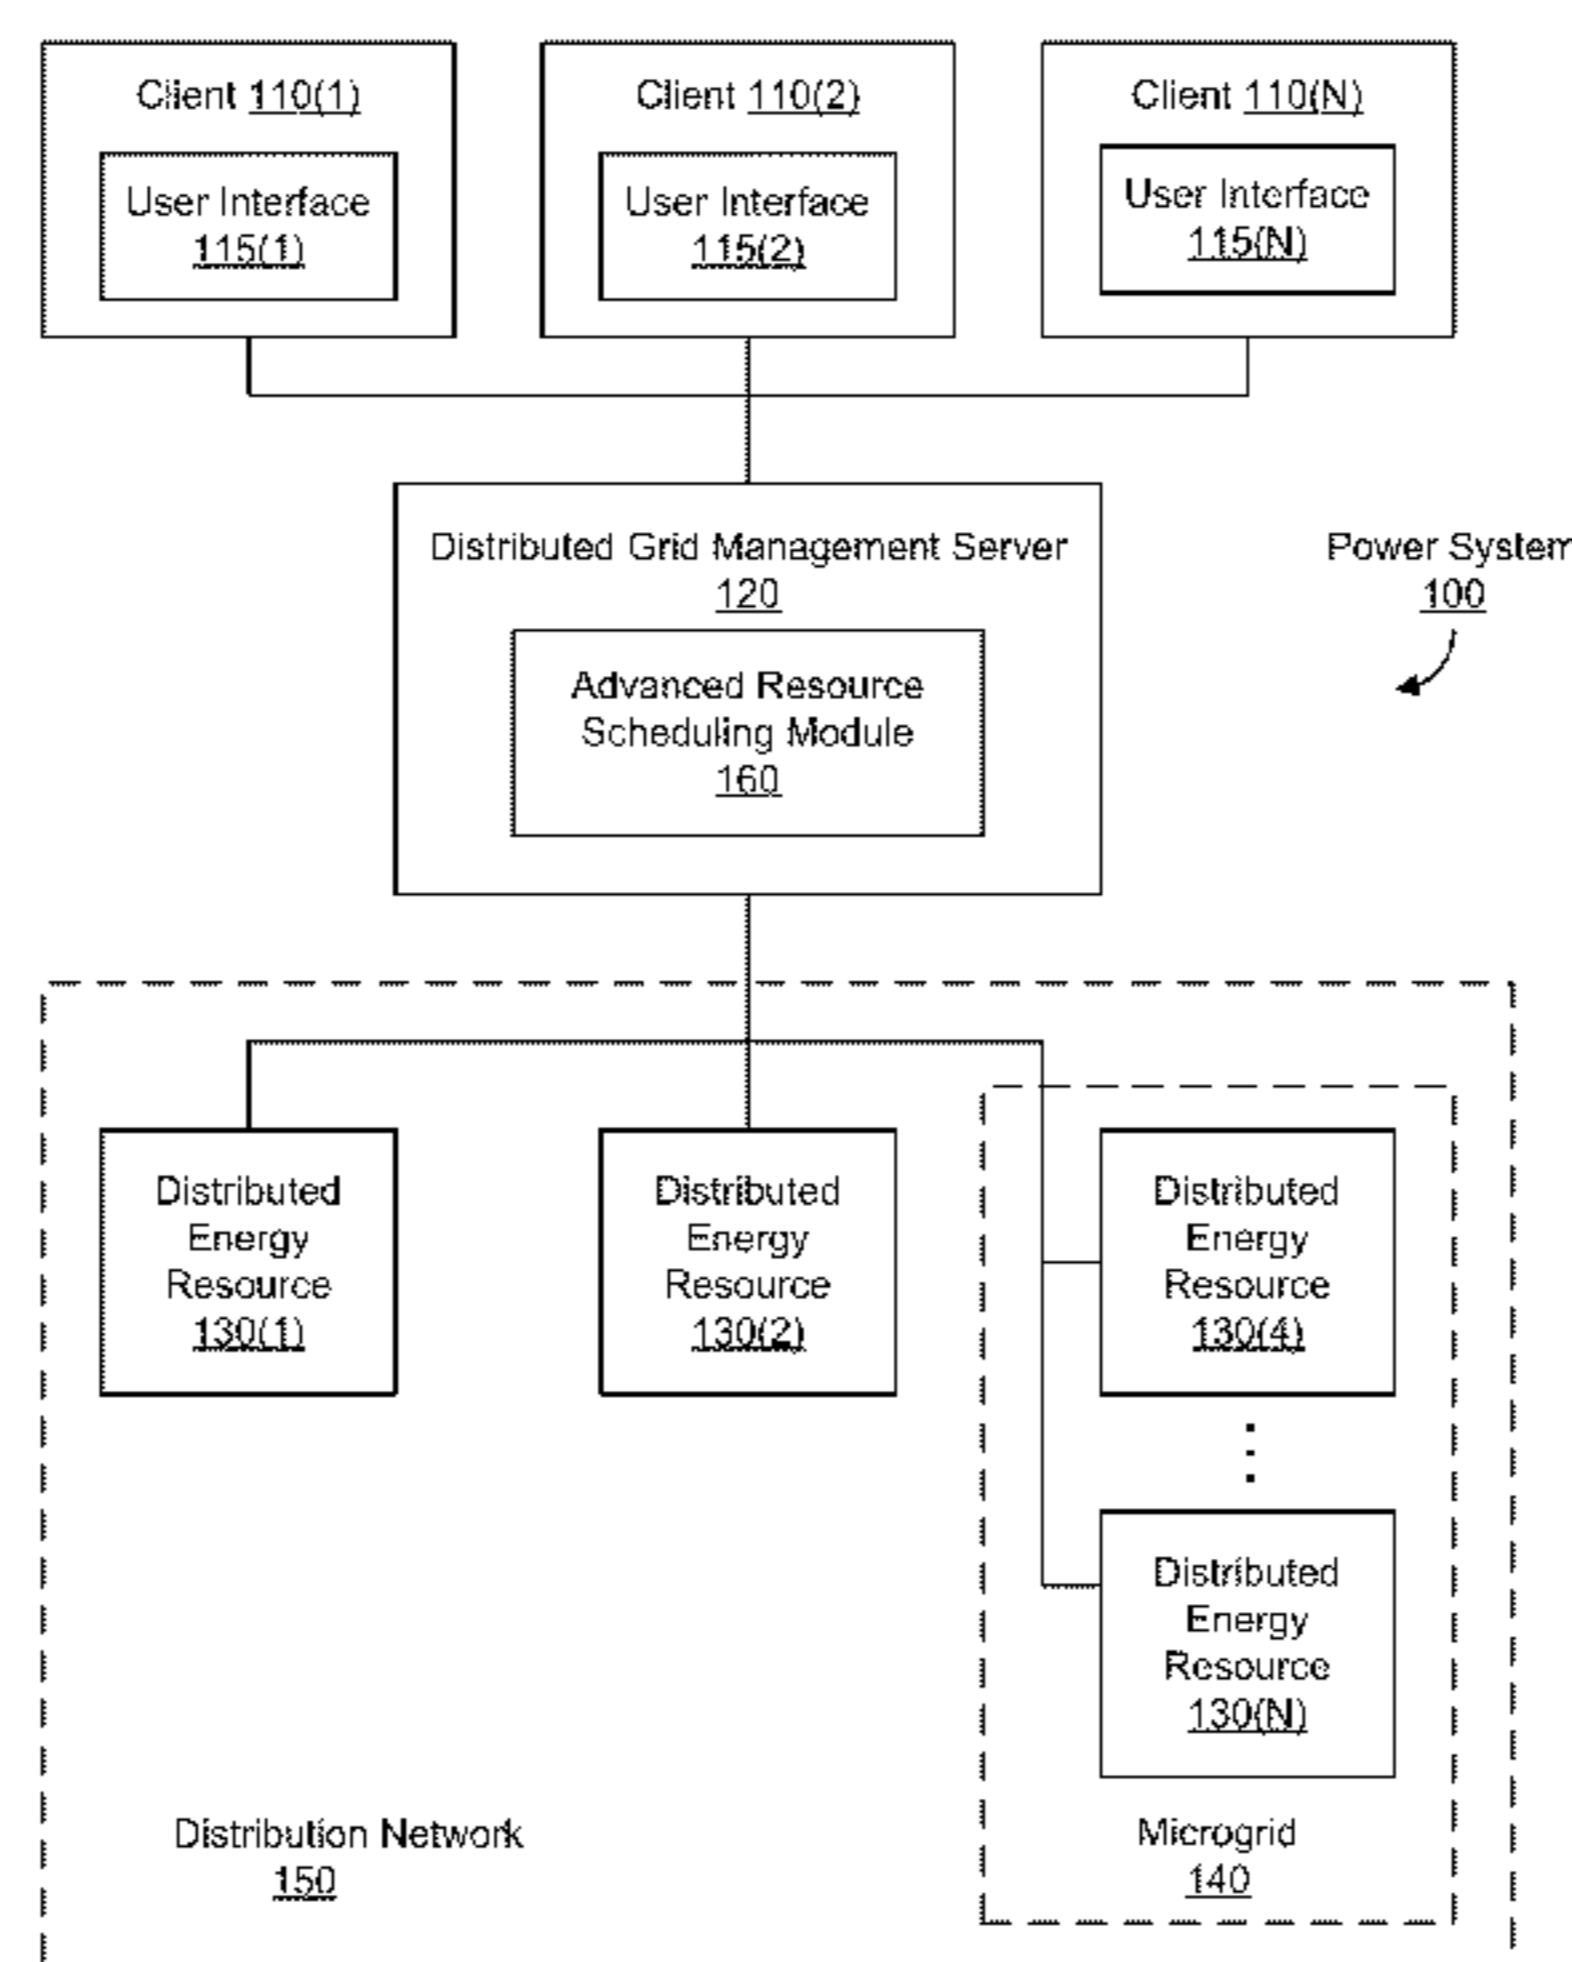 Client 110(1)
User Interface
115(1)
Client 110(2)
User Interface
115(2)
Client 110(N)
User Interface
115(N)
Distributed Grid Management Server
120
Advanced Resource
Scheduling Module
160
Power System
100
Distributed
Energy
Resource
130(1)
Distributed
Energy
Resource
130(2)
Distributed
Energy
Resource
130(4)
Distributed
Energy
Resource
130(N)
Distribution Network
150
Microgrid
140